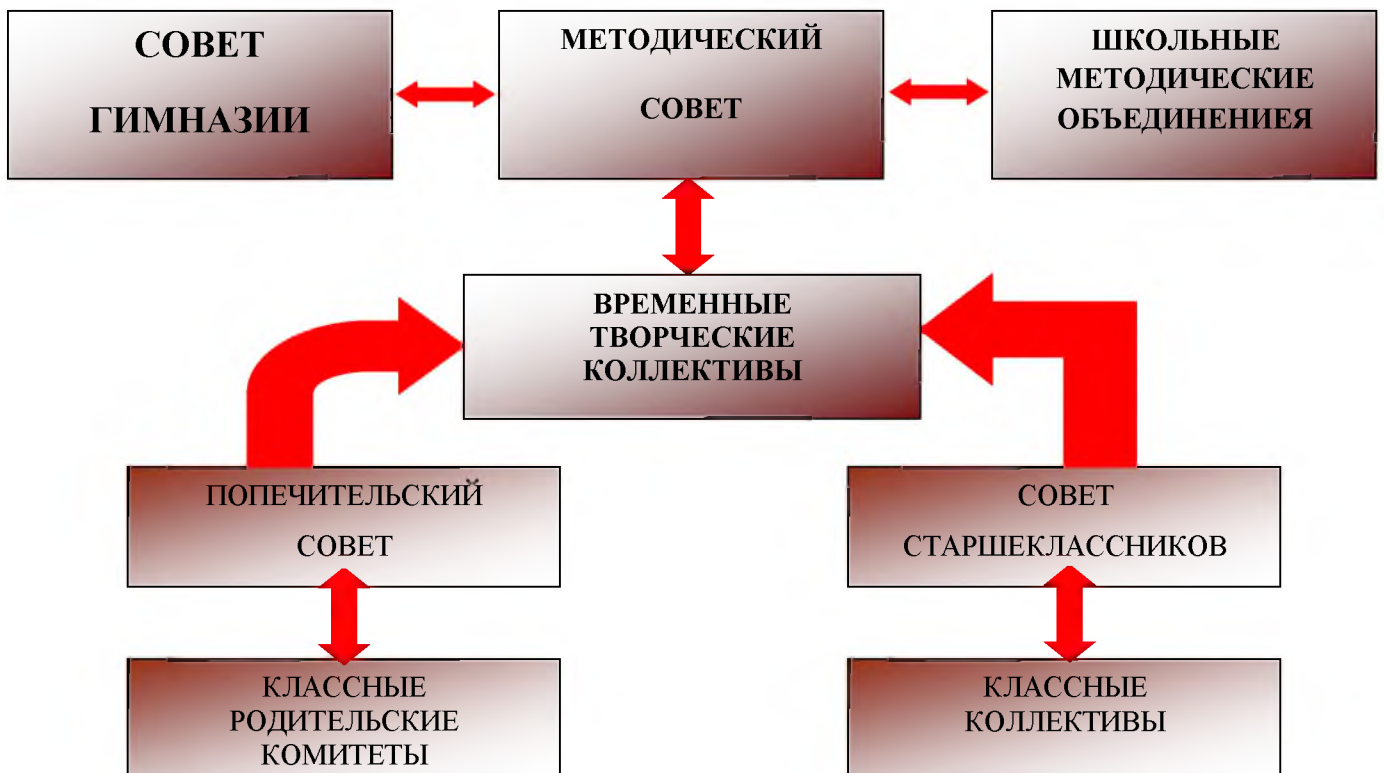 СОВЕТ
ГИМНАЗИИ
МЕТОДИЧЕСКИЙ
СОВЕТ
ШКОЛЬНЫЕ
МЕТОДИЧЕСКИЕ
ОБЪЕДИНЕНИЕЯ
ВРЕМЕННЫЕ
ТВОРЧЕСКИЕ
КОЛЛЕКТИВЫ
ПОПЕЧИТЕЛЬСКИЙ
СОВЕТ
СОВЕТ
СТАРШЕКЛАССНИКОВ
КЛАССНЫЕ
РОДИТЕЛЬСКИЕ
КОМИТЕТЫ
КЛАССНЫЕ
КОЛЛЕКТИВЫ